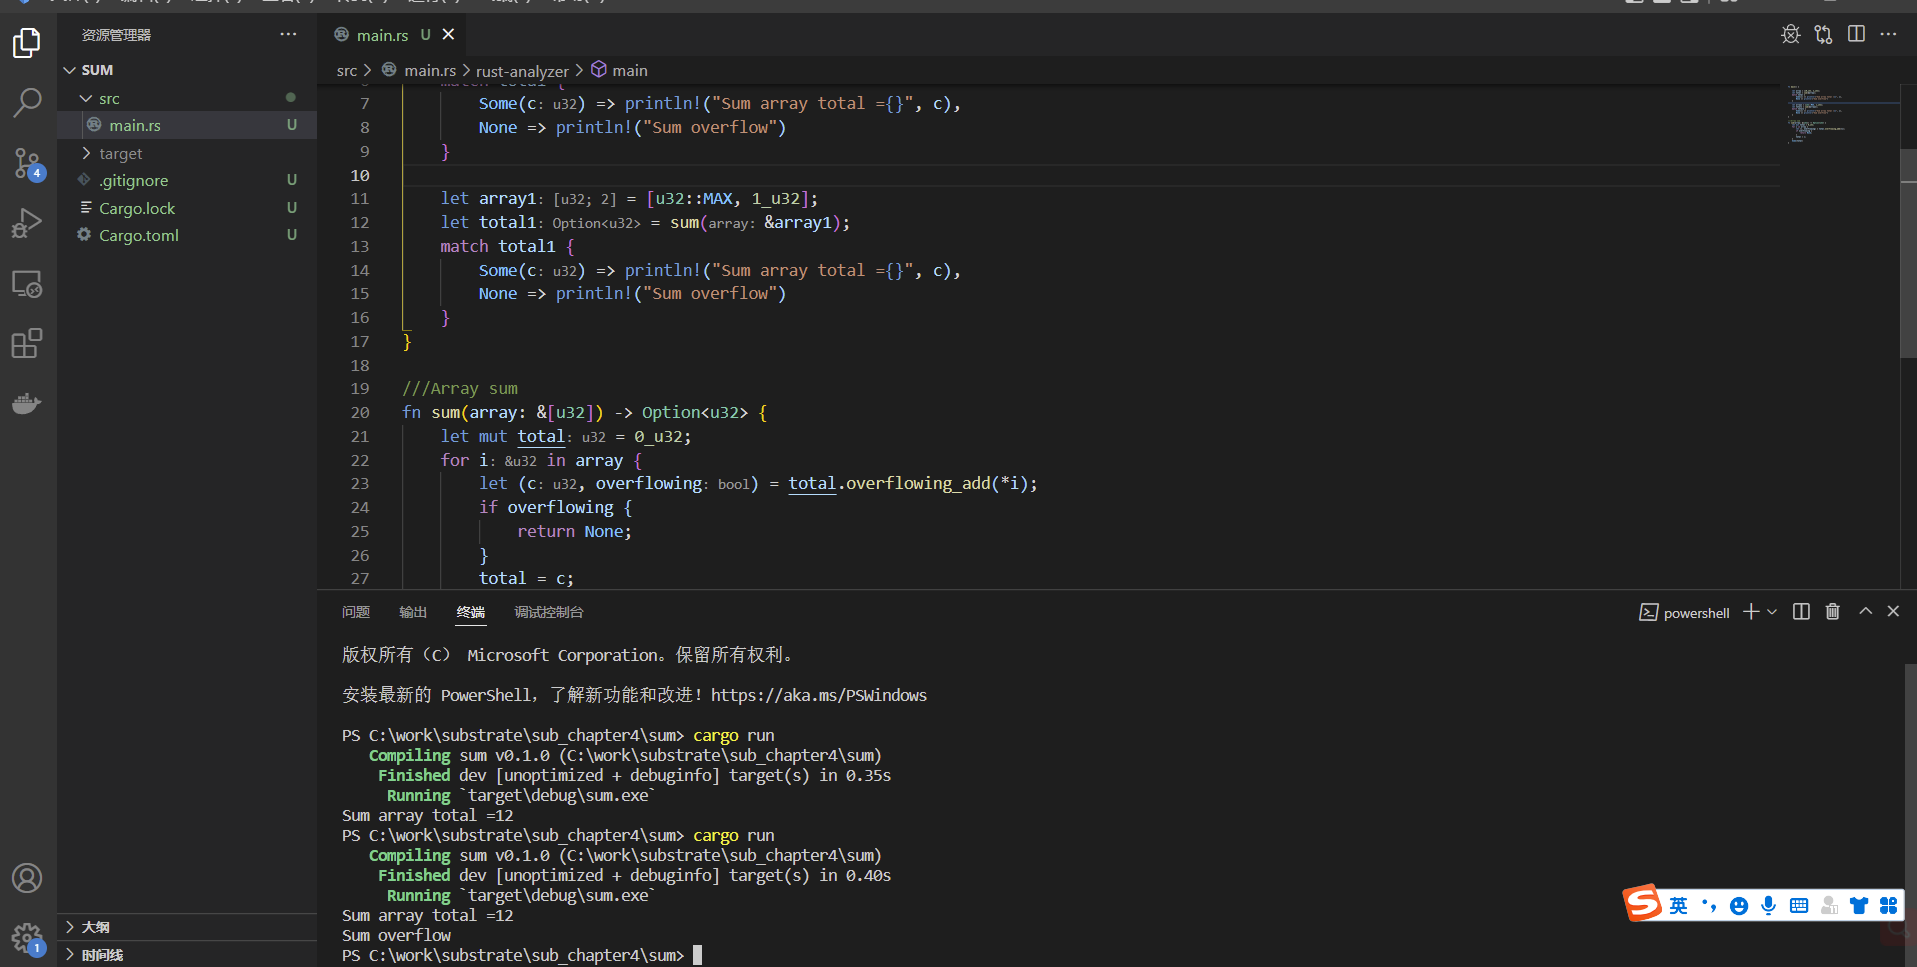 资源管理器
main.rs U
SUM
src > main.rs > rust-analyzer > main
src
main.rs U
target
.gitignore U
Cargo.lock U
Cargo.toml U
4
7 Some(c: u32) => println!("Sum array total ={}", c),
8 None => println!("Sum overflow")
9 }
10
11 let array1: [u32; 2] = [u32::MAX, 1_u32];
12 let total1: Option<u32> = sum(array: &array1);
13 match total1 {
14 Some(c: u32) => println!("Sum array total ={}", c),
15 None => println!("Sum overflow")
16 }
17 }
18
19 ///Array sum
20 fn sum(array: &[u32]) -> Option<u32> {
21 let mut total: u32 = 0_u32;
22 for i: &u32 in array {
23 let (c: u32, overflowing: bool) = total.overflowing_add(*i);
24 if overflowing {
25 return None;
26 }
27 total = c;
问题 输出 终端 调试控制台
powershell
版权所有（C） Microsoft Corporation。保留所有权利。
安装最新的 PowerShell，了解新功能和改进！https://aka.ms/PSWindows
PS C:\work\substrate\sub_chapter4\sum> cargo run
Compiling sum v0.1.0 (C:\work\substrate\sub_chapter4\sum)
Finished dev [unoptimized + debuginfo] target(s) in 0.35s
Running `target\debug\sum.exe`
Sum array total =12
PS C:\work\substrate\sub_chapter4\sum> cargo run
Compiling sum v0.1.0 (C:\work\substrate\sub_chapter4\sum)
Finished dev [unoptimized + debuginfo] target(s) in 0.40s
Running `target\debug\sum.exe`
Sum array total =12
Sum overflow
PS C:\work\substrate\sub_chapter4\sum>
大纲
时间线
1
英